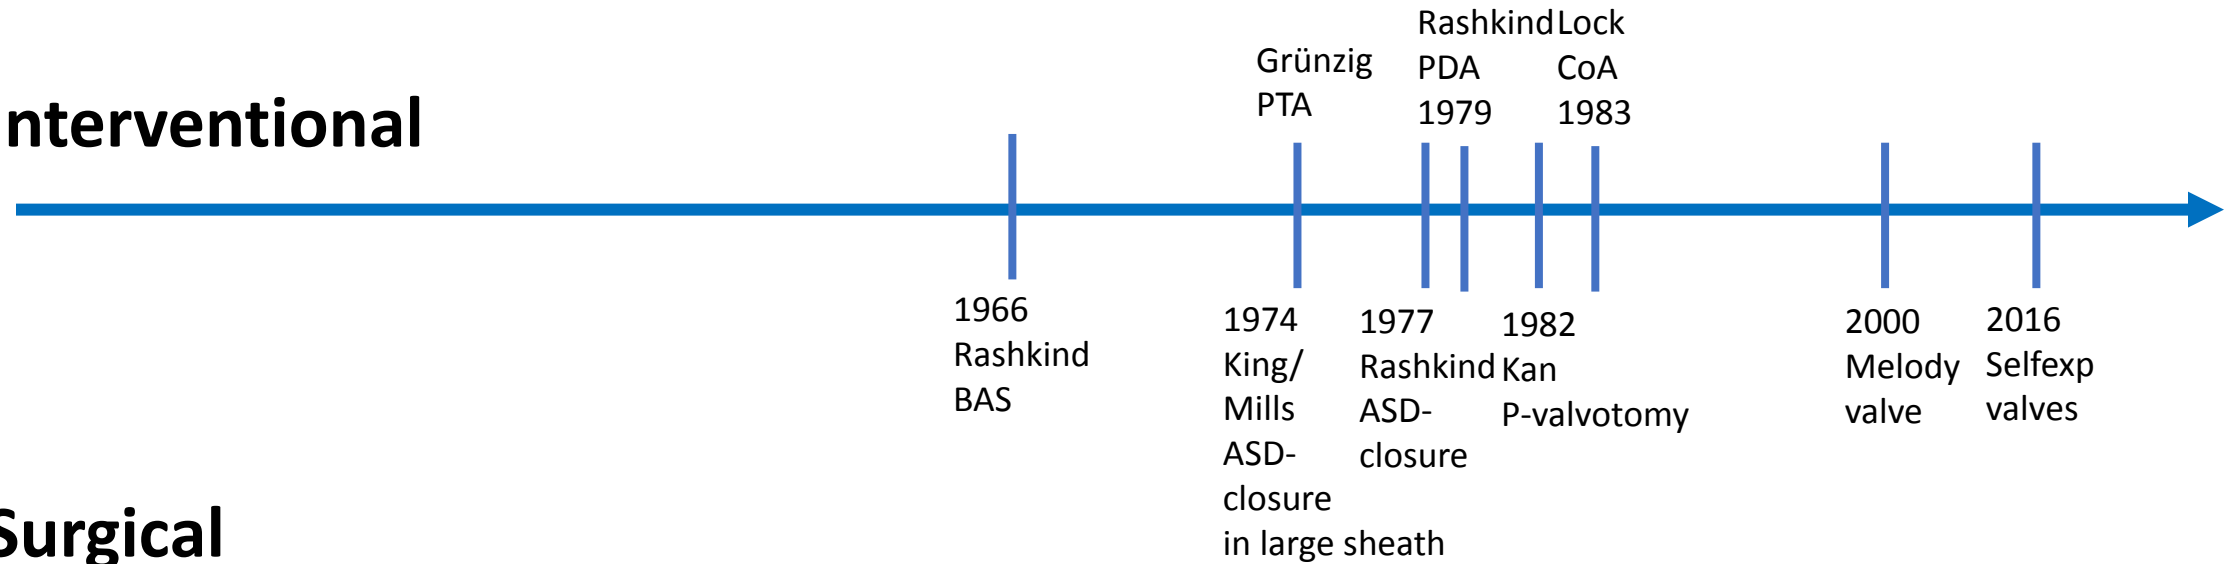 nterventional
Grünzig
PTA
Rashkind
PDA
1979
Lock
CoA
1983
1966
Rashkind
BAS
1974
King/
Mills
ASD-
closure
in large sheath
1977
Rashkind
ASD-
closure
1982
Kan
P-valvotomy
2000
Melody
valve
2016
Selfexp
valves
Surgical